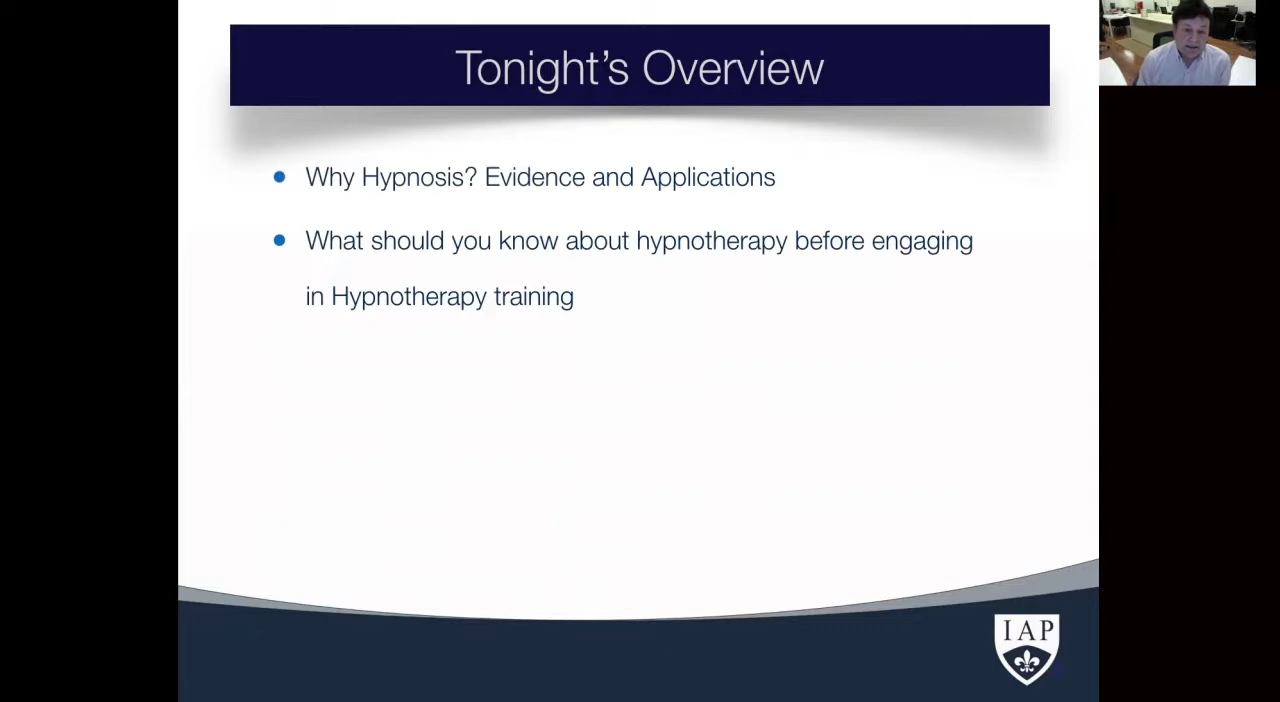 Tonight's Overview
Why Hypnosis? Evidence and Applications
What should you know about hypnotherapy before engaging
in Hypnotherapy training
IAP